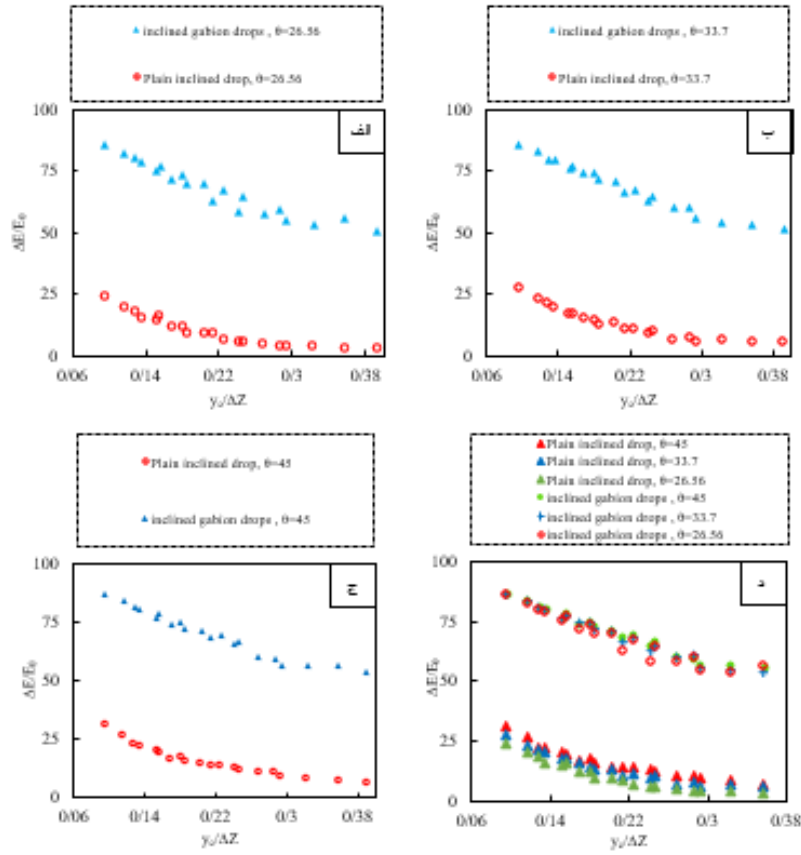 inclined gabion drops , θ=26.56
Plain inclined drop, θ=26.56
100
75
50
25
0
ΔE/E₀
0/06 0/14 0/22 0/3 0/38
y꜀/ΔZ
الف
inclined gabion drops , θ=33.7
Plain inclined drop, θ=33.7
100
75
50
25
0
ΔE/E₀
0/06 0/14 0/22 0/3 0/38
y꜀/ΔZ
ب
Plain inclined drop, θ=45
inclined gabion drops , θ=45
100
75
50
25
0
ΔE/E₀
0/06 0/14 0/22 0/3 0/38
y꜀/ΔZ
ج
Plain inclined drop, θ=45
Plain inclined drop, θ=33.7
Plain inclined drop, θ=26.56
inclined gabion drops , θ=45
inclined gabion drops , θ=33.7
inclined gabion drops , θ=26.56
100
75
50
25
0
ΔE/E₀
0/06 0/14 0/22 0/3 0/38
y꜀/ΔZ
د